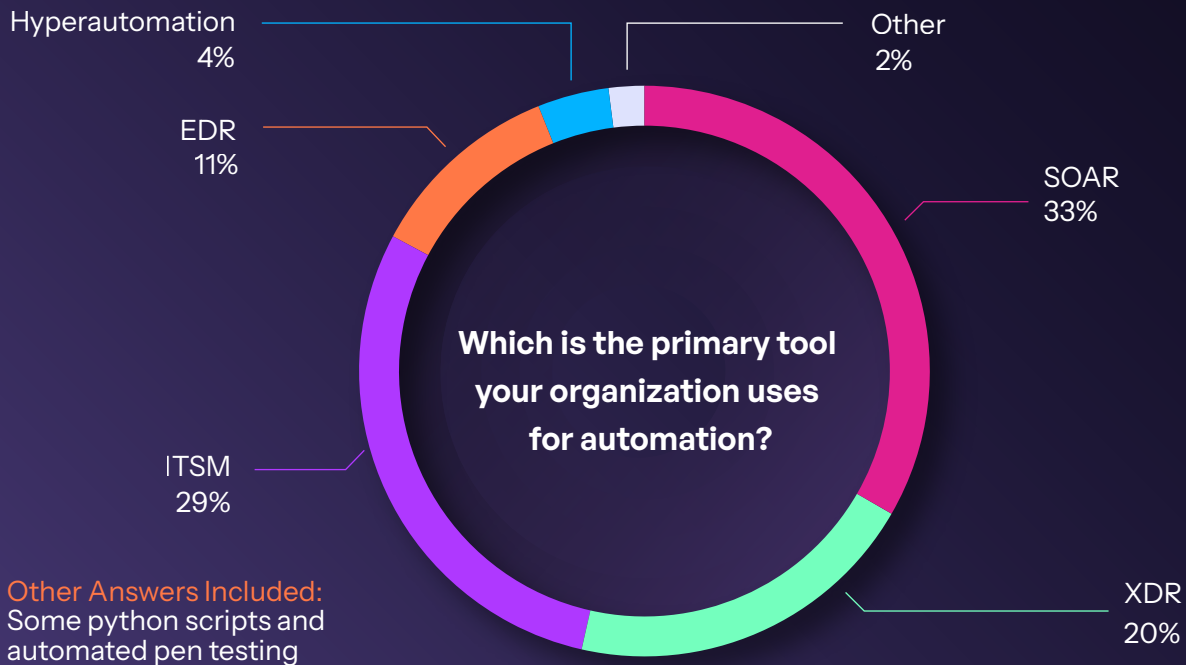 Hyperautomation
4%
Other
2%
EDR
11%
SOAR
33%
Which is the primary tool
your organization uses
for automation?
ITSM
29%
XDR
20%
Other Answers Included:
Some python scripts and
automated pen testing